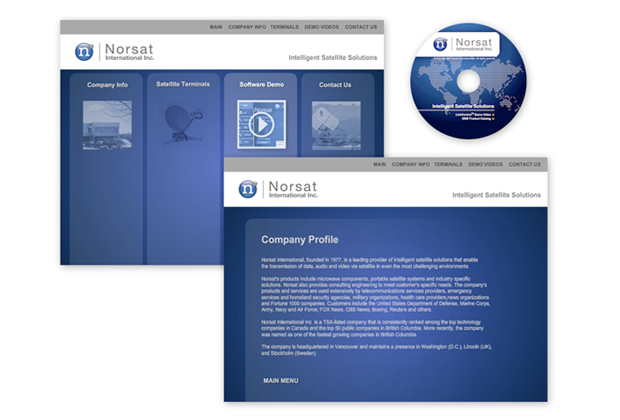 MAIN COMPANY INFO TERMINALS DEMO VIDEOS CONTACT US
n Norsat
International Inc.
Intelligent Satellite Solutions
Company Info
Satellite Terminals
Software Demo
Contact Us
Norsat
n Norsat
International Inc.
Intelligent Satellite Solutions
MAIN COMPANY INFO TERMINALS DEMO VIDEOS CONTACT US
n Norsat
International Inc.
Intelligent Satellite Solutions
Company Profile
Norsat International, founded in 1977, is a leading provider of intelligent satellite solutions that enable
the transmission of data, audio and video via satellite in even the most challenging environments.
Norsat's products include microwave components, portable satellite systems and industry specific
solutions. Norsat also provides consulting engineering to meet customer's specific needs. The company's
products and services are used extensively by telecommunications services providers, emergency
services and homeland security agencies, military organizations, health care providers,news organizations
and Fortune 1000 companies. Customers include the United States Department of Defense, Marine Corps,
Army, Navy and Air Force; FOX News, CBS News; Boeing, Reuters and others.
Norsat International Inc. is a TSX-listed company that is consistently ranked among the top technology
companies in Canada and the top 50 public companies in British Columbia. More recently, the company
was named as one of the fastest growing companies in British Columbia.
The company is headquartered in Vancouver and maintains a presence in Washington (D.C.), Lincoln (UK),
and Stockholm (Sweden).
MAIN MENU